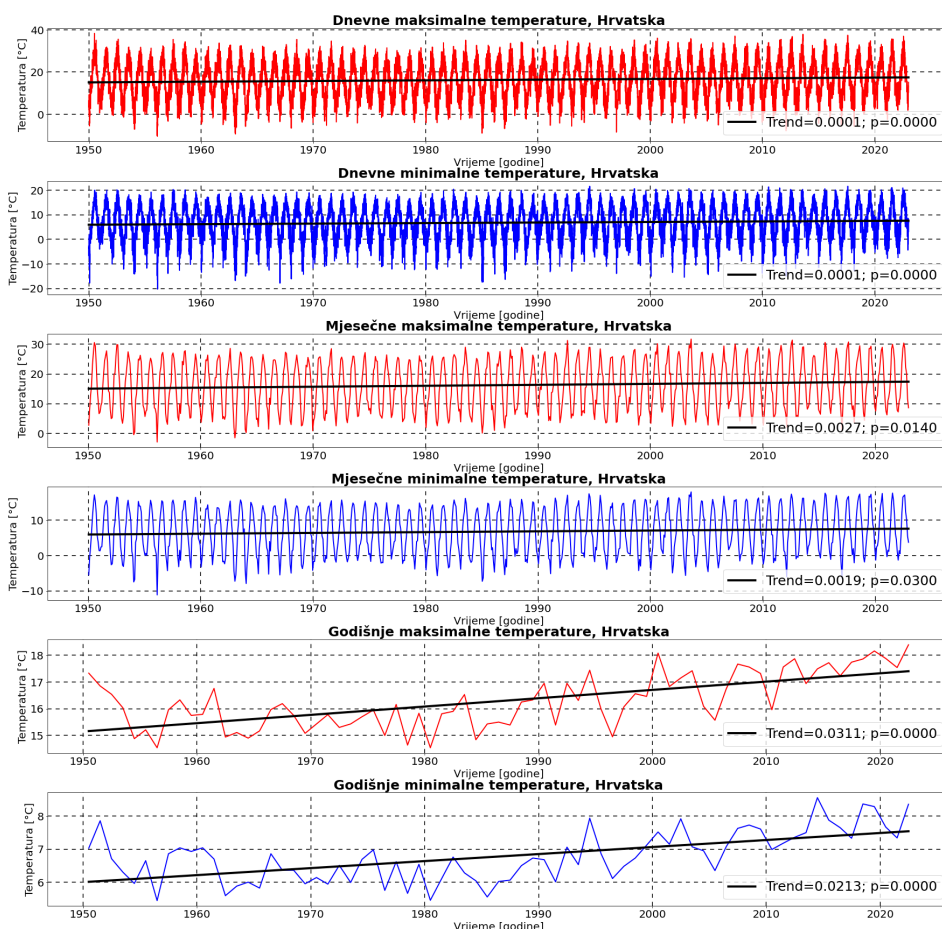 Dnevne maksimalne temperature, Hrvatska
Temperatura [°C]
40
20
0
Trend=0.0001; p=0.0000
1950 1960 1970 1980 1990 2000 2010 2020
Vrijeme [godine]
Dnevne minimalne temperature, Hrvatska
Temperatura [°C]
20
10
0
−10
−20
Trend=0.0001; p=0.0000
1950 1960 1970 1980 1990 2000 2010 2020
Vrijeme [godine]
Mjesečne maksimalne temperature, Hrvatska
Temperatura [°C]
30
20
10
0
Trend=0.0027; p=0.0140
1950 1960 1970 1980 1990 2000 2010 2020
Vrijeme [godine]
Mjesečne minimalne temperature, Hrvatska
Temperatura [°C]
10
0
−10
Trend=0.0019; p=0.0300
1950 1960 1970 1980 1990 2000 2010 2020
Vrijeme [godine]
Godišnje maksimalne temperature, Hrvatska
Temperatura [°C]
18
17
16
15
Trend=0.0311; p=0.0000
1950 1960 1970 1980 1990 2000 2010 2020
Vrijeme [godine]
Godišnje minimalne temperature, Hrvatska
Temperatura [°C]
8
7
6
Trend=0.0213; p=0.0000
1950 1960 1970 1980 1990 2000 2010 2020
Vrijeme [godine]